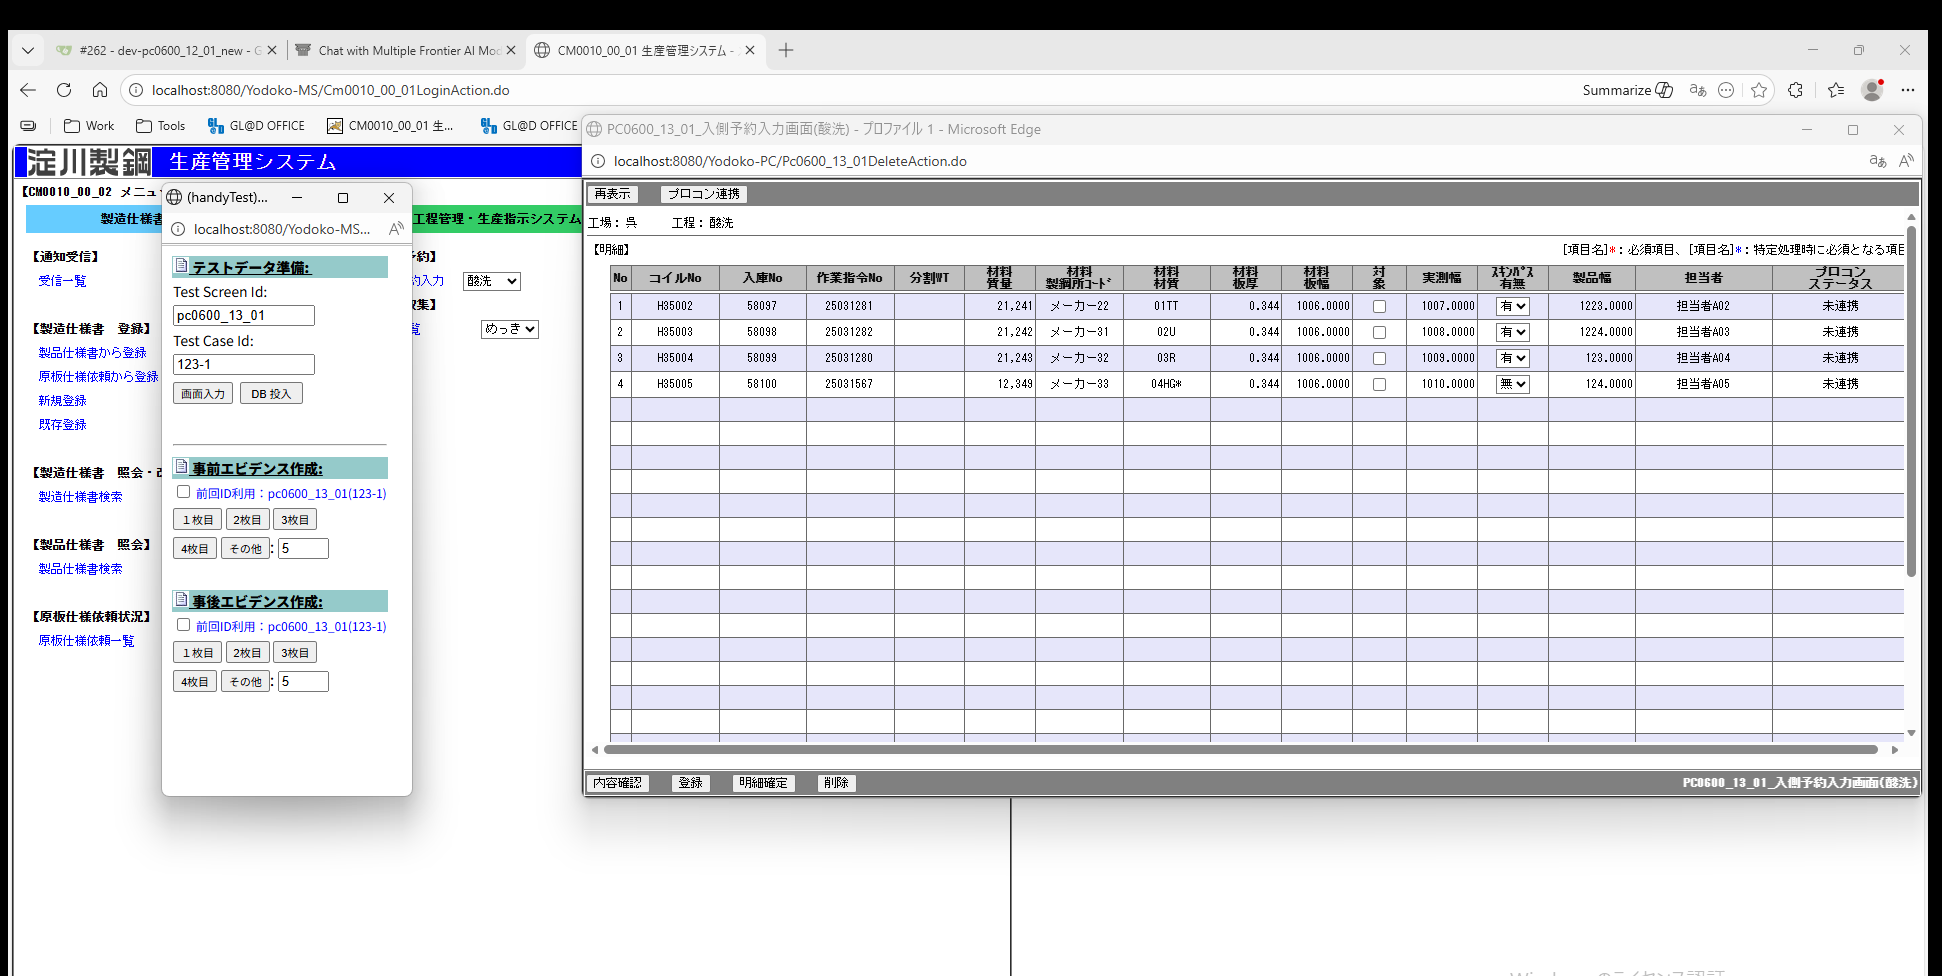 #262 - dev-pc0600_12_01_new - G
Chat with Multiple Frontier AI Mod
CM0010_00_01 生産管理システム -
localhost:8080/Yodoko-MS/Cm0010_00_01LoginAction.do
Summarize
Work
Tools
GL@D OFFICE
CM0010_00_01 生...
GL@D OFFICE
淀川製鋼
生産管理システム
【CM0010_00_02 メニュ
製造仕様書
工程管理・生産指示システム
【通知受信】
受信一覧
【製造仕様書 登録】
製品仕様書から登録
原板仕様依頼から登録
新規登録
既存登録
【製造仕様書 照会・改
製造仕様書検索
【製品仕様書 照会】
製品仕様書検索
【原板仕様依頼状況】
原板仕様依頼一覧
予約】
約入力
酸洗
収集】
覧
めっき
(handyTest)...
localhost:8080/Yodoko-MS...
テストデータ準備:
Test Screen Id:
pc0600_13_01
Test Case Id:
123-1
画面入力 DB 投入
事前エビデンス作成:
前回ID利用：pc0600_13_01(123-1)
1枚目 2枚目 3枚目
4枚目 その他 : 5
事後エビデンス作成:
前回ID利用：pc0600_13_01(123-1)
1枚目 2枚目 3枚目
4枚目 その他 : 5
PC0600_13_01_入側予約入力画面(酸洗) - プロファイル 1 - Microsoft Edge
localhost:8080/Yodoko-PC/Pc0600_13_01DeleteAction.do
再表示 プロコン連携
工場：呉 工程：酸洗
【明細】
[項目名]*：必須項目、[項目名]*：特定処理時に必須となる項目
No コイルNo 入庫No 作業指令No 分割WT 材料質量 材料製鋼所コード 材料材質 材料板厚 材料板幅 対象 実測幅 スキンパス有無 製品幅 担当者 プロコンステータス
1 H35002 58097 25031281 21,241 メーカー22 01TT 0.344 1006.0000 1007.0000 有 1223.0000 担当者A02 未連携
2 H35003 58098 25031282 21,242 メーカー31 02U 0.344 1006.0000 1008.0000 有 1224.0000 担当者A03 未連携
3 H35004 58099 25031280 21,243 メーカー32 03R 0.344 1006.0000 1009.0000 有 123.0000 担当者A04 未連携
4 H35005 58100 25031567 12,349 メーカー33 04HG* 0.344 1006.0000 1010.0000 無 124.0000 担当者A05 未連携
内容確認 登録 明細確定 削除
PC0600_13_01_入側予約入力画面(酸洗)